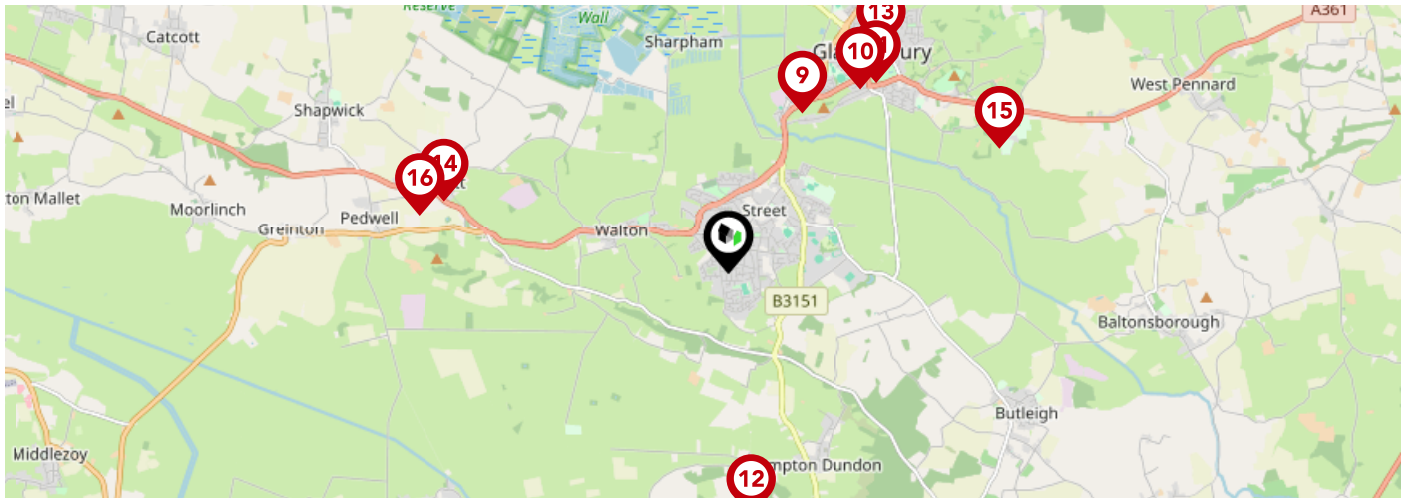 Reserve
Wall
13
A361
Catcott
Sharpham
10
9
West Pennard
Shapwick
15
14
16
Moorlinch
Pedwell
Street
Greinton
Walton
B3151
Baltonsborough
Butleigh
Middlezoy
12